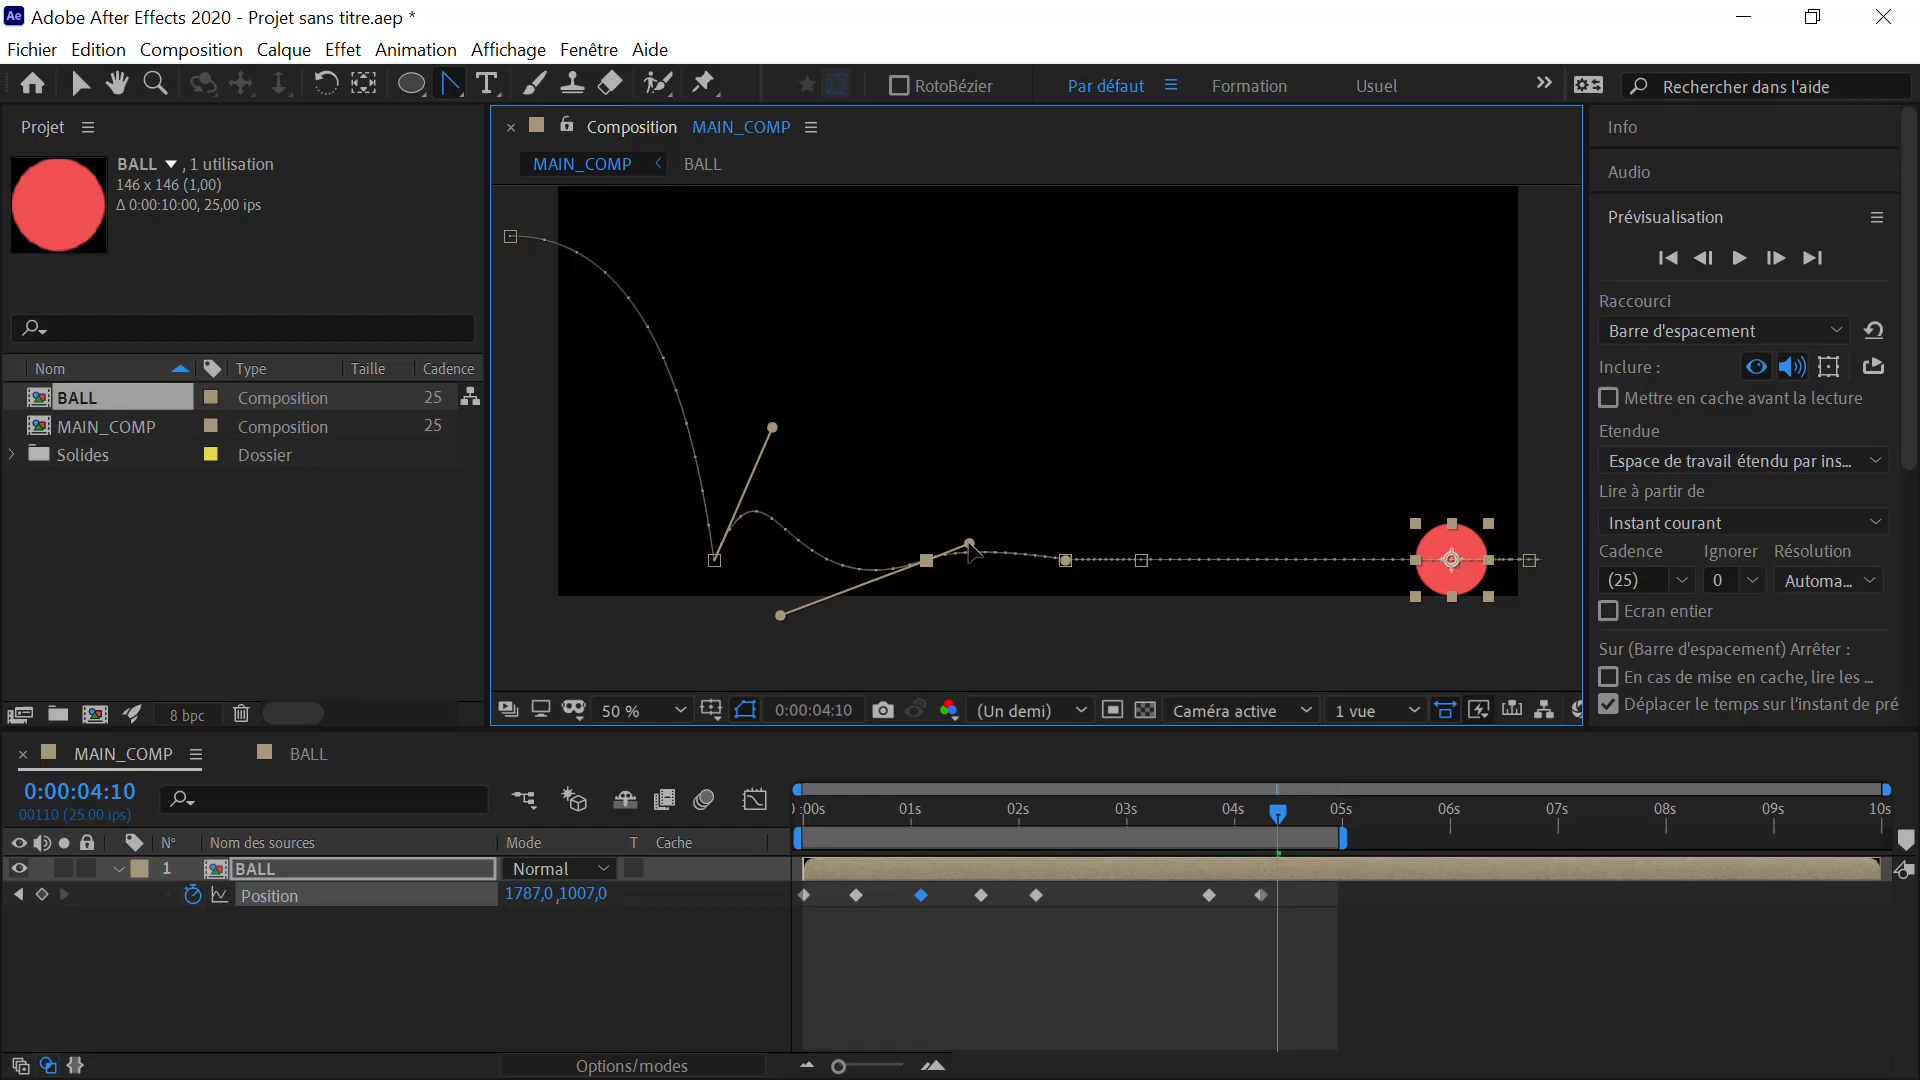 Ae Adobe After Effects 2020 - Projet sans titre.aep *
Fichier Edition Composition Calque Effet Animation Affichage Fenêtre Aide
RotoBézier Par défaut Formation Usuel Rechercher dans l'aide
Projet
BALL , 1 utilisation
146 x 146 (1,00)
Δ 0:00:10:00, 25,00 ips
Nom Type Taille Cadence
BALL Composition 25
MAIN_COMP Composition 25
Solides Dossier
8 bpc
× Composition MAIN_COMP
MAIN_COMP BALL
50 % 0:00:04:10 (Un demi) Caméra active 1 vue
Info
Audio
Prévisualisation
Raccourci
Barre d'espacement
Inclure :
Mettre en cache avant la lecture
Etendue
Espace de travail étendu par ins...
Lire à partir de
Instant courant
Cadence Ignorer Résolution
(25) 0 Automa...
Ecran entier
Sur (Barre d'espacement) Arrêter :
En cas de mise en cache, lire les ...
Déplacer le temps sur l'instant de pré
× MAIN_COMP BALL
0:00:04:10
00110 (25.00 ips)
:00s 01s 02s 03s 04s 05s 06s 07s 08s 09s 10s
N° Nom des sources Mode T Cache
1 BALL Normal
Position 1787,0 ,1007,0
Options/modes